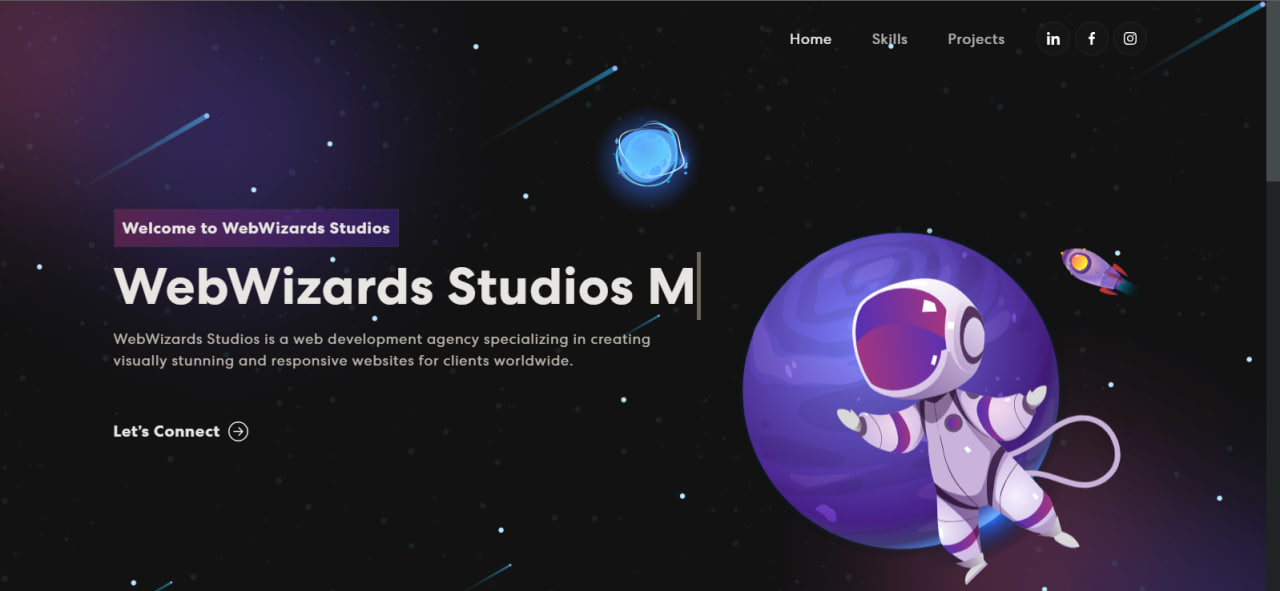 Home Skills Projects
Welcome to WebWizards Studios
WebWizards Studios M
WebWizards Studios is a web development agency specializing in creating
visually stunning and responsive websites for clients worldwide.
Let's Connect